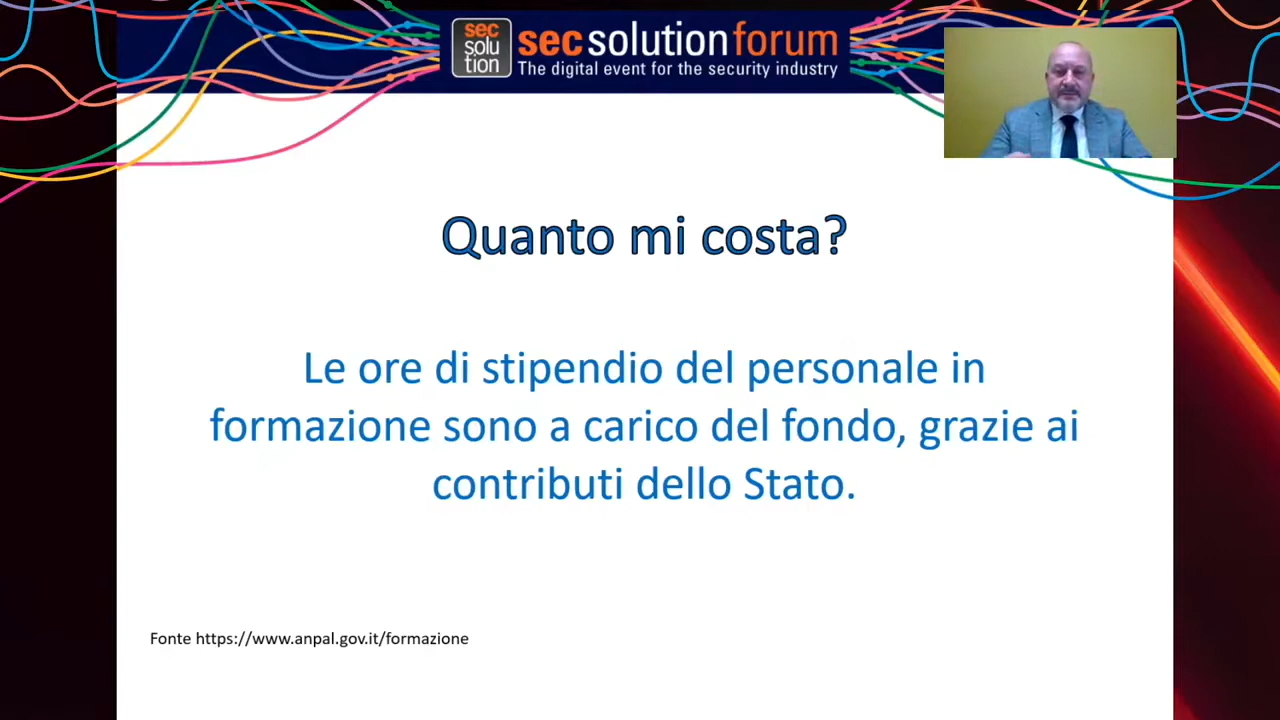 sec
solu
tion
secsolutionforum
The digital event for the security industry
Quanto mi costa?
Le ore di stipendio del personale in
formazione sono a carico del fondo, grazie ai
contributi dello Stato.
Fonte https://www.anpal.gov.it/formazione